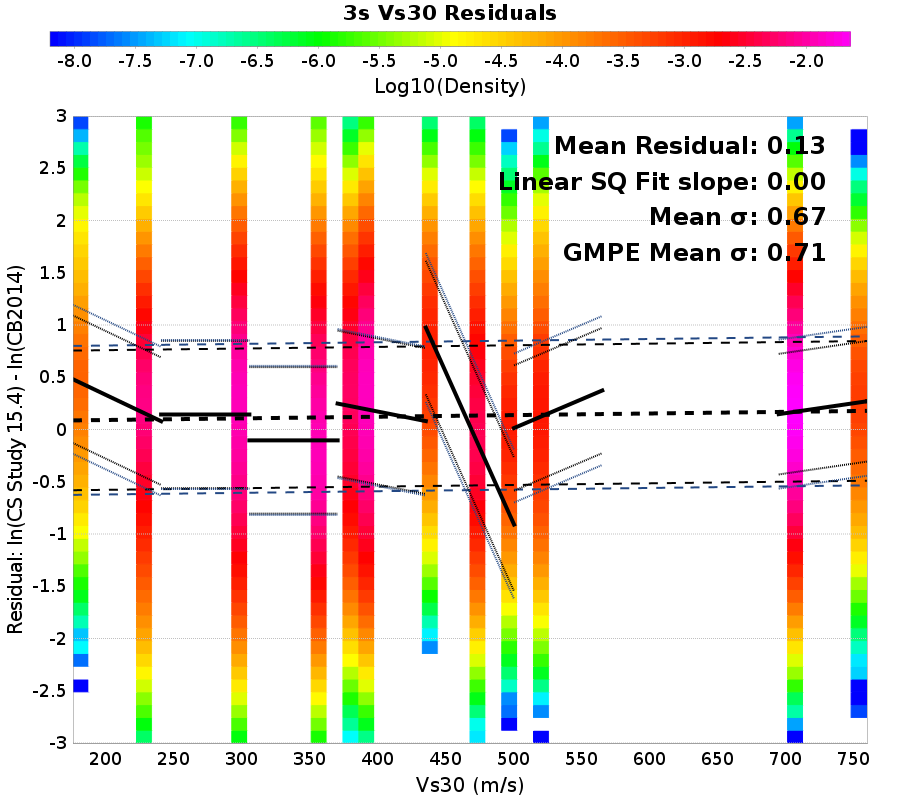 3s Vs30 Residuals
-8.0 -7.5 -7.0 -6.5 -6.0 -5.5 -5.0 -4.5 -4.0 -3.5 -3.0 -2.5 -2.0
Log10(Density)
Mean Residual: 0.13
Linear SQ Fit slope: 0.00
Mean σ: 0.67
GMPE Mean σ: 0.71
Residual: ln(CS Study 15.4) - ln(CB2014)
3
2.5
2
1.5
1
0.5
0
-0.5
-1
-1.5
-2
-2.5
-3
200 250 300 350 400 450 500 550 600 650 700 750
Vs30 (m/s)